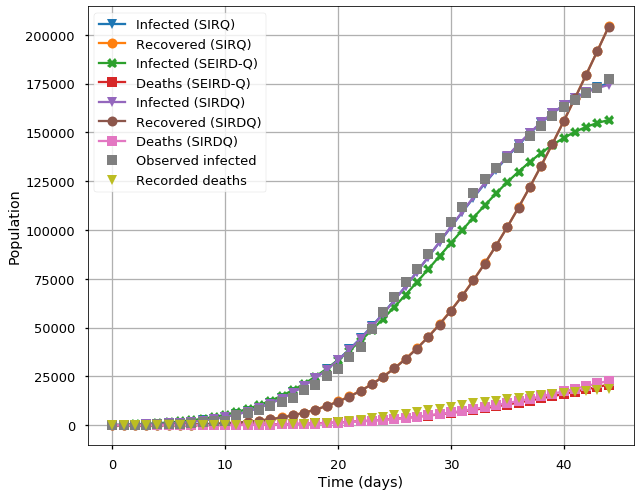 Infected (SIRQ)
Recovered (SIRQ)
Infected (SEIRD-Q)
Deaths (SEIRD-Q)
Infected (SIRDQ)
Recovered (SIRDQ)
Deaths (SIRDQ)
Observed infected
Recorded deaths
Population
200000
175000
150000
125000
100000
75000
50000
25000
0
0 10 20 30 40
Time (days)